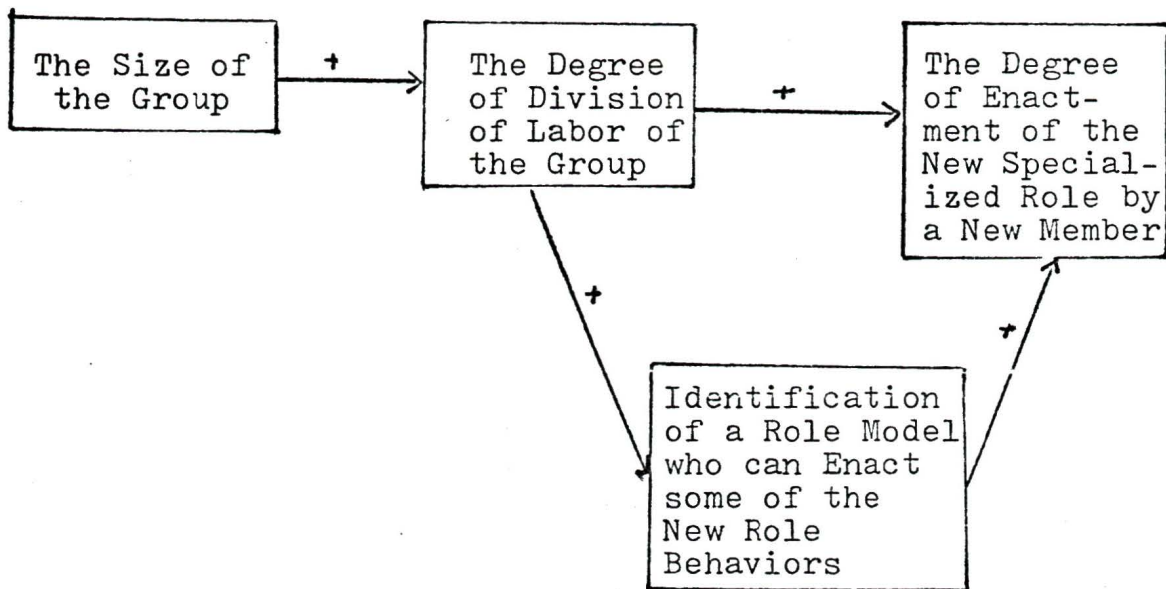 The Size of
the Group
+
The Degree
of Division
of Labor of
the Group
+
The Degree
of Enact-
ment of the
New Special-
ized Role by
a New Member
+
+
Identification
of a Role Model
who can Enact
some of the
New Role
Behaviors